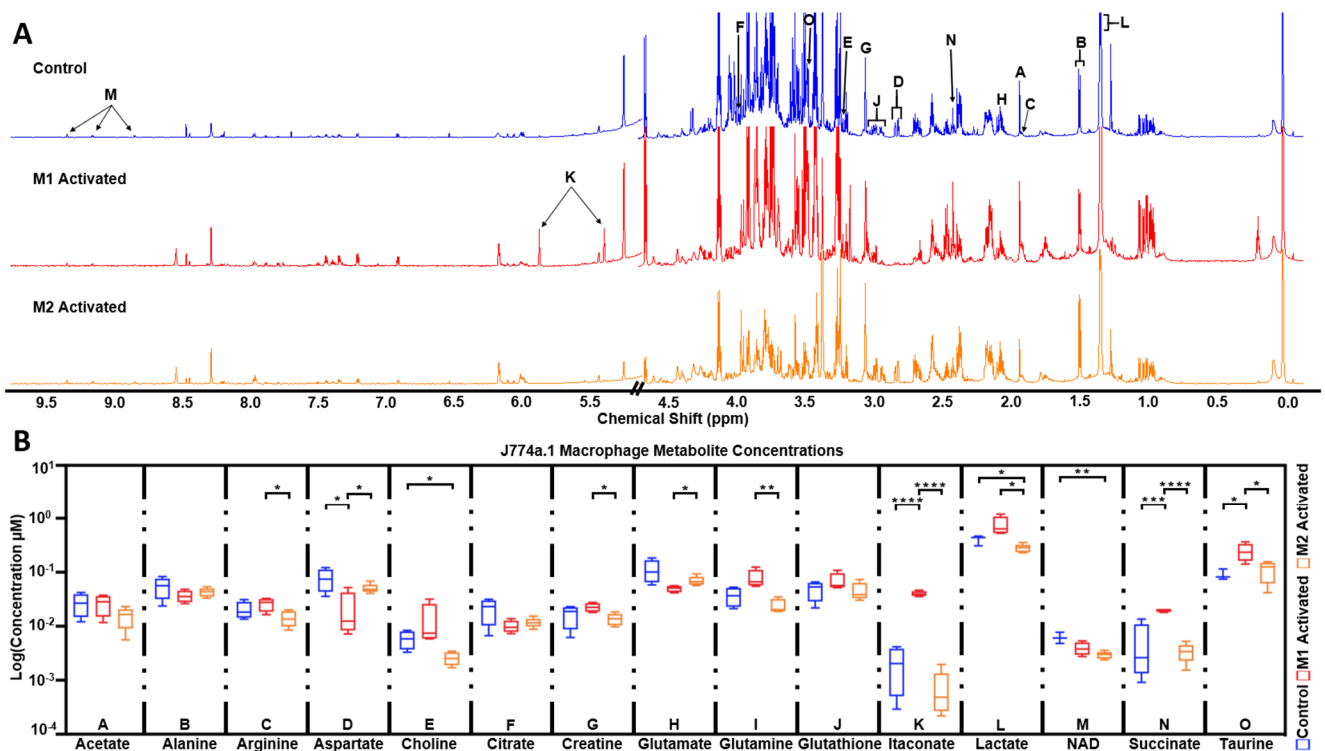 A
Control
M
F
O
E
G
J
D
N
H
A
C
B
L
M1 Activated
K
M2 Activated
9.5 9.0 8.5 8.0 7.5 7.0 6.5 6.0 5.5 4.5 4.0 3.5 3.0 2.5 2.0 1.5 1.0 0.5 0.0
Chemical Shift (ppm)
B
J774a.1 Macrophage Metabolite Concentrations
Log(Concentration μM)
10¹
10⁰
10⁻¹
10⁻²
10⁻³
10⁻⁴
* * * * * * ** **** **** * * ** *** **** * *
A B C D E F G H I J K L M N O
Acetate Alanine Arginine Aspartate Choline Citrate Creatine Glutamate Glutamine Glutathione Itaconate Lactate NAD Succinate Taurine
Control M1 Activated M2 Activated